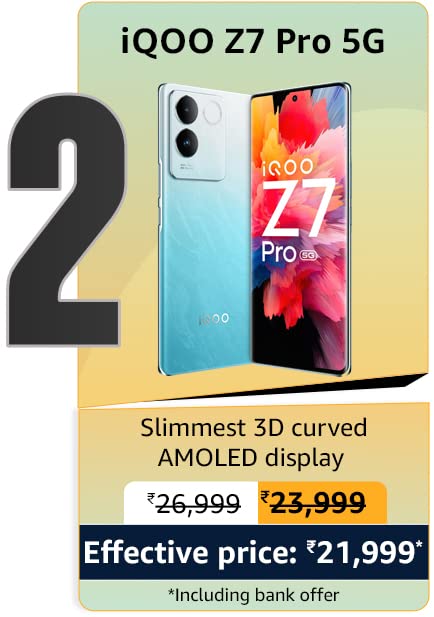 iQOO Z7 Pro 5G
2
iQOO
Z7
Pro 5G
iQOO
Slimmest 3D curved
AMOLED display
₹26,999 ₹23,999
Effective price: ₹21,999*
*Including bank offer